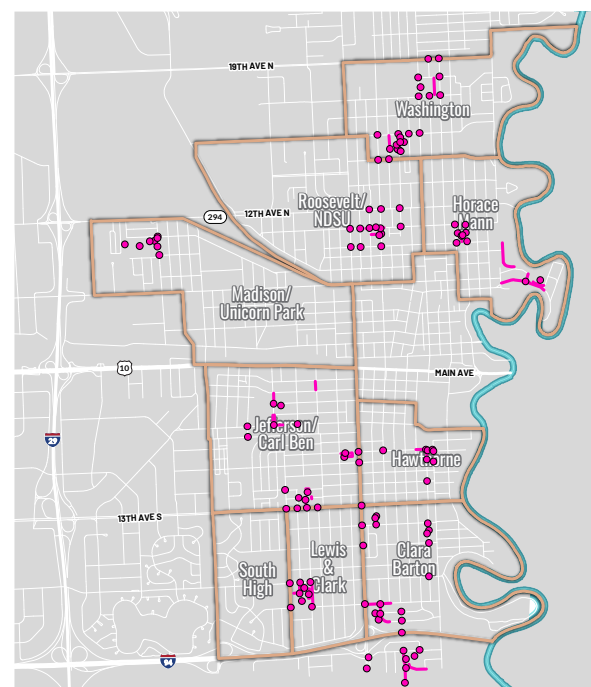 19TH AVE N
Washington
Roosevelt/
NDSU
Horace
Mann
294
12TH AVE N
Madison/
Unicorn Park
10
MAIN AVE
Jefferson/
Carl Ben
Hawthorne
29
13TH AVE S
South
High
Lewis
&
Clark
Clara
Barton
94